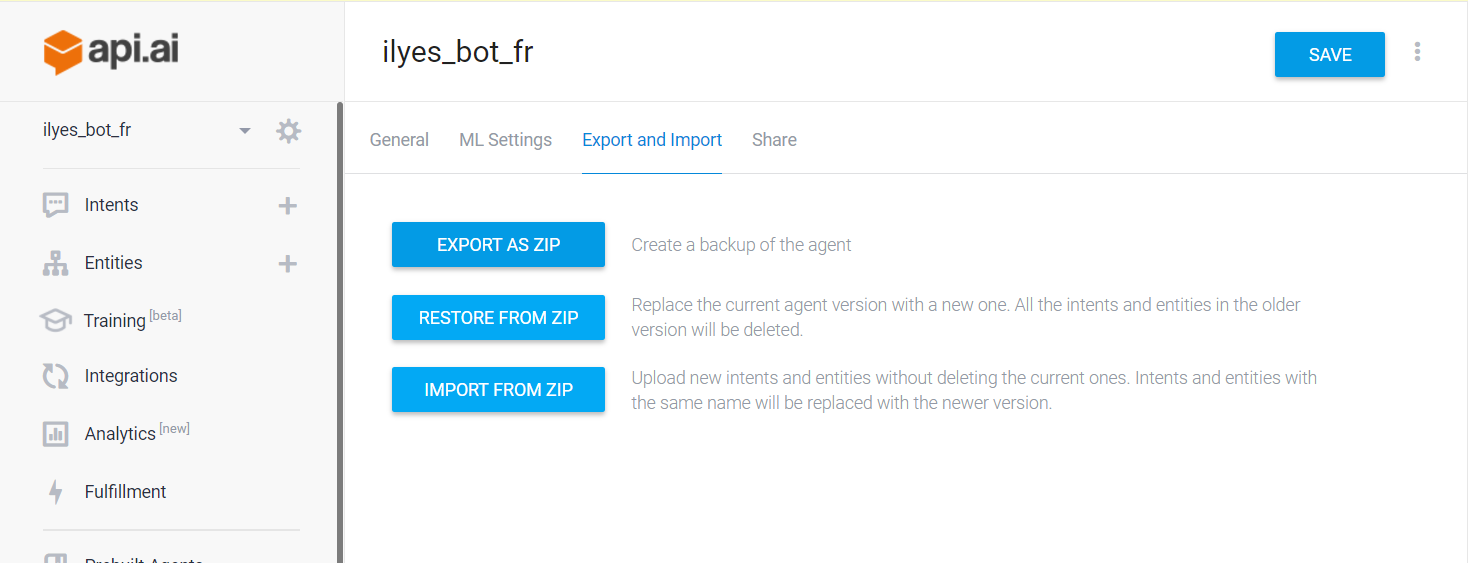 api.ai
ilyes_bot_fr
SAVE
ilyes_bot_fr
General
ML Settings
Export and Import
Share
Intents
Entities
Training [beta]
Integrations
Analytics [new]
Fulfillment
Prebuilt Agents
EXPORT AS ZIP
Create a backup of the agent
RESTORE FROM ZIP
Replace the current agent version with a new one. All the intents and entities in the older
version will be deleted.
IMPORT FROM ZIP
Upload new intents and entities without deleting the current ones. Intents and entities with
the same name will be replaced with the newer version.